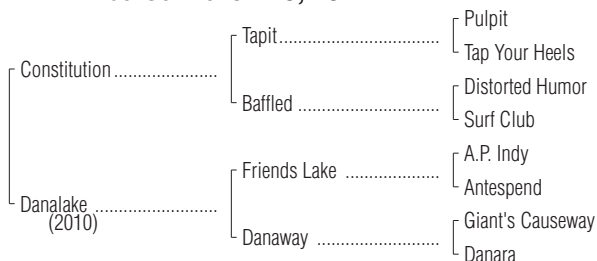 Pulpit
Tapit
Tap Your Heels
Constitution
Distorted Humor
Baffled
Surf Club
A.P. Indy
Friends Lake
Antespend
Danalake
(2010)
Giant's Causeway
Danaway
Danara